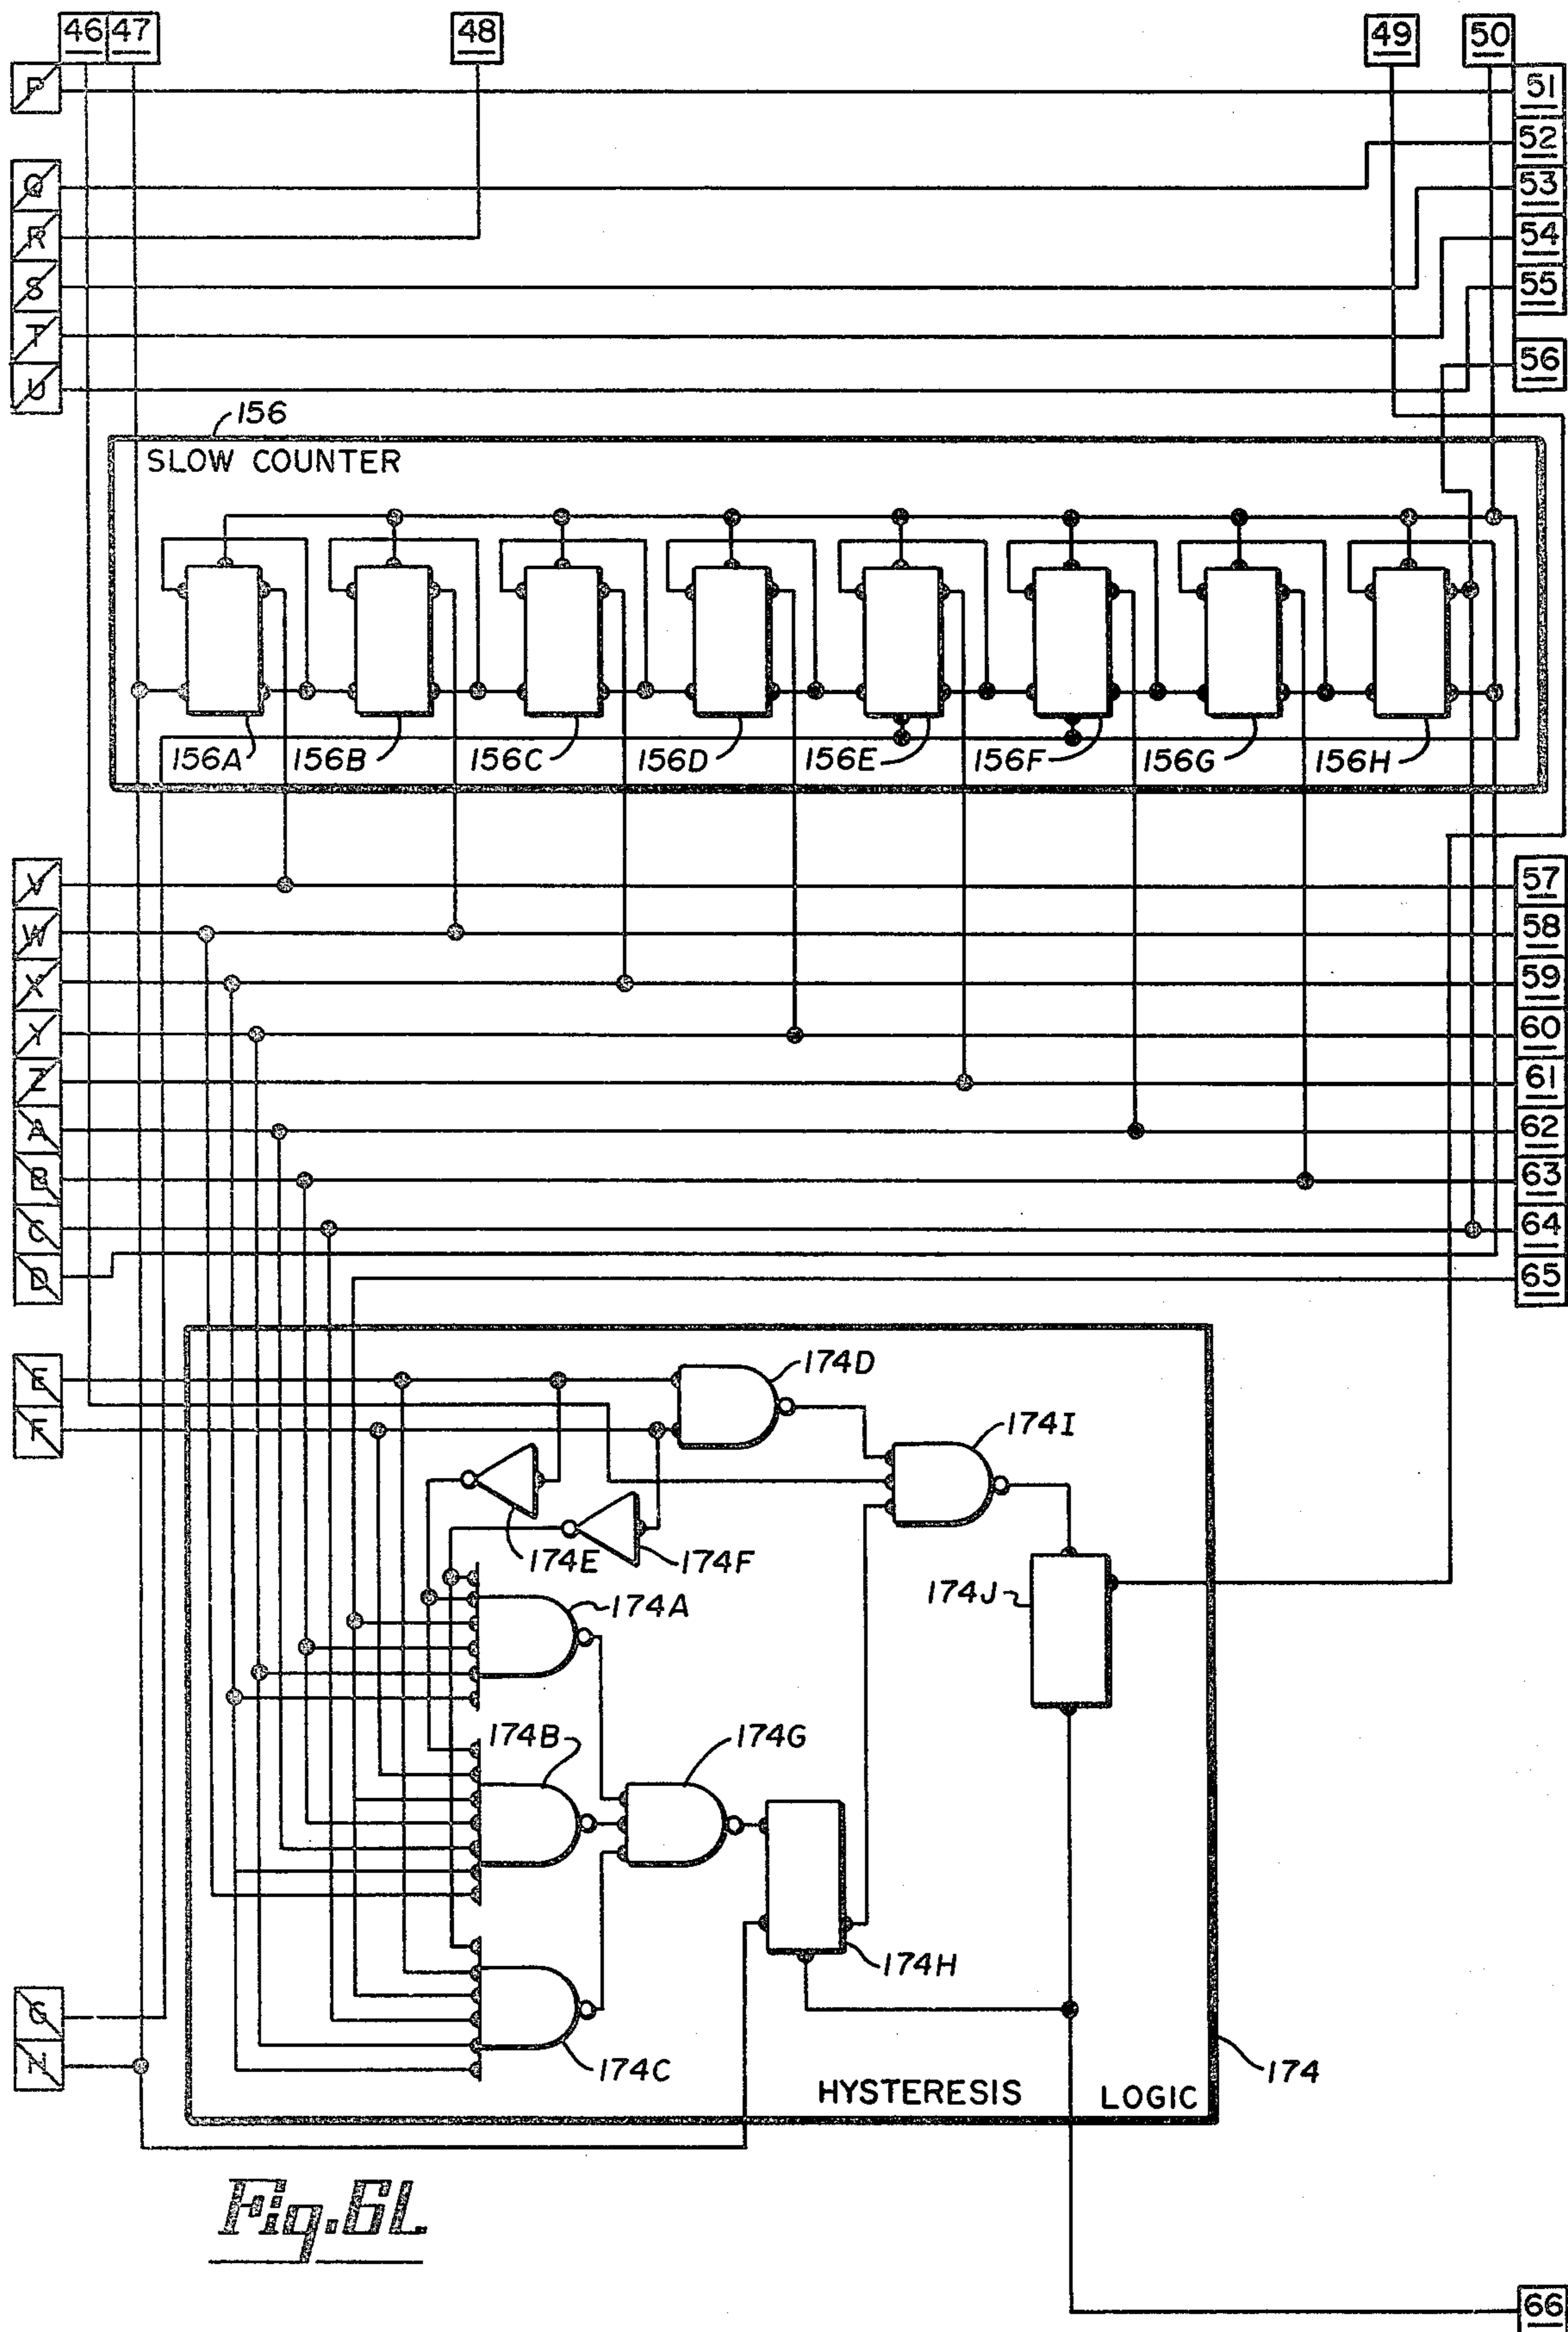 46 47 48 49 50
P 51
52
Q 53
R 54
S 55
T
U 56
156
SLOW COUNTER
156A 156B 156C 156D 156E 156F 156G 156H
V 57
W 58
X 59
Y 60
Z 61
A 62
B 63
C 64
D 65
E 174D
F 174I
174E 174F
174A 174J
174B 174G
174H
G
H 174C 174
HYSTERESIS LOGIC
Fig. 6L
66